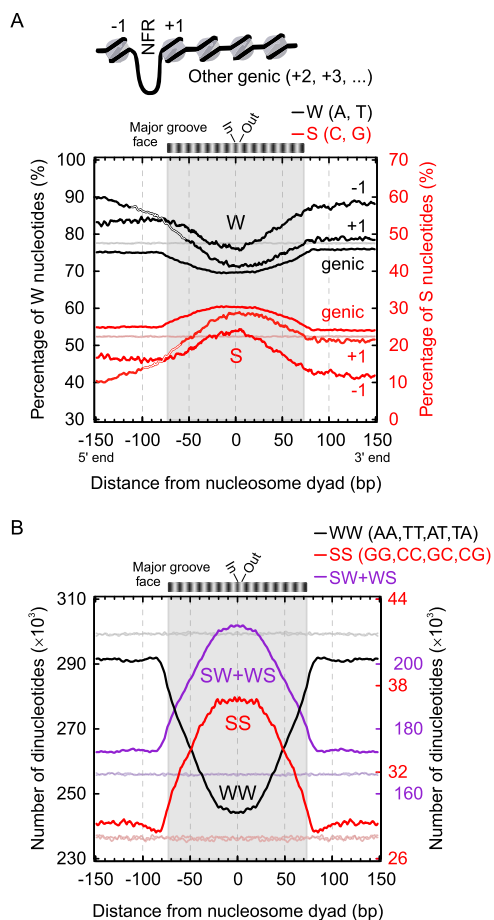 A
-1
NFR
+1
Other genic (+2, +3, ...)
W (A, T)
S (C, G)
Major groove
face
In
Out
100
90
80
70
60
50
40
30
70
60
50
40
30
20
10
0
Percentage of W nucleotides (%)
Percentage of S nucleotides (%)
W
-1
+1
genic
genic
S
+1
-1
-150
-100
-50
0
50
100
150
5' end
3' end
Distance from nucleosome dyad (bp)
B
WW (AA,TT,AT,TA)
SS (GG,CC,GC,CG)
SW+WS
Major groove
face
In
Out
310
290
270
250
230
44
38
32
26
200
180
160
Number of dinucleotides (×10³)
Number of dinucleotides (×10³)
SW+WS
SS
WW
-150
-100
-50
0
50
100
150
Distance from nucleosome dyad (bp)